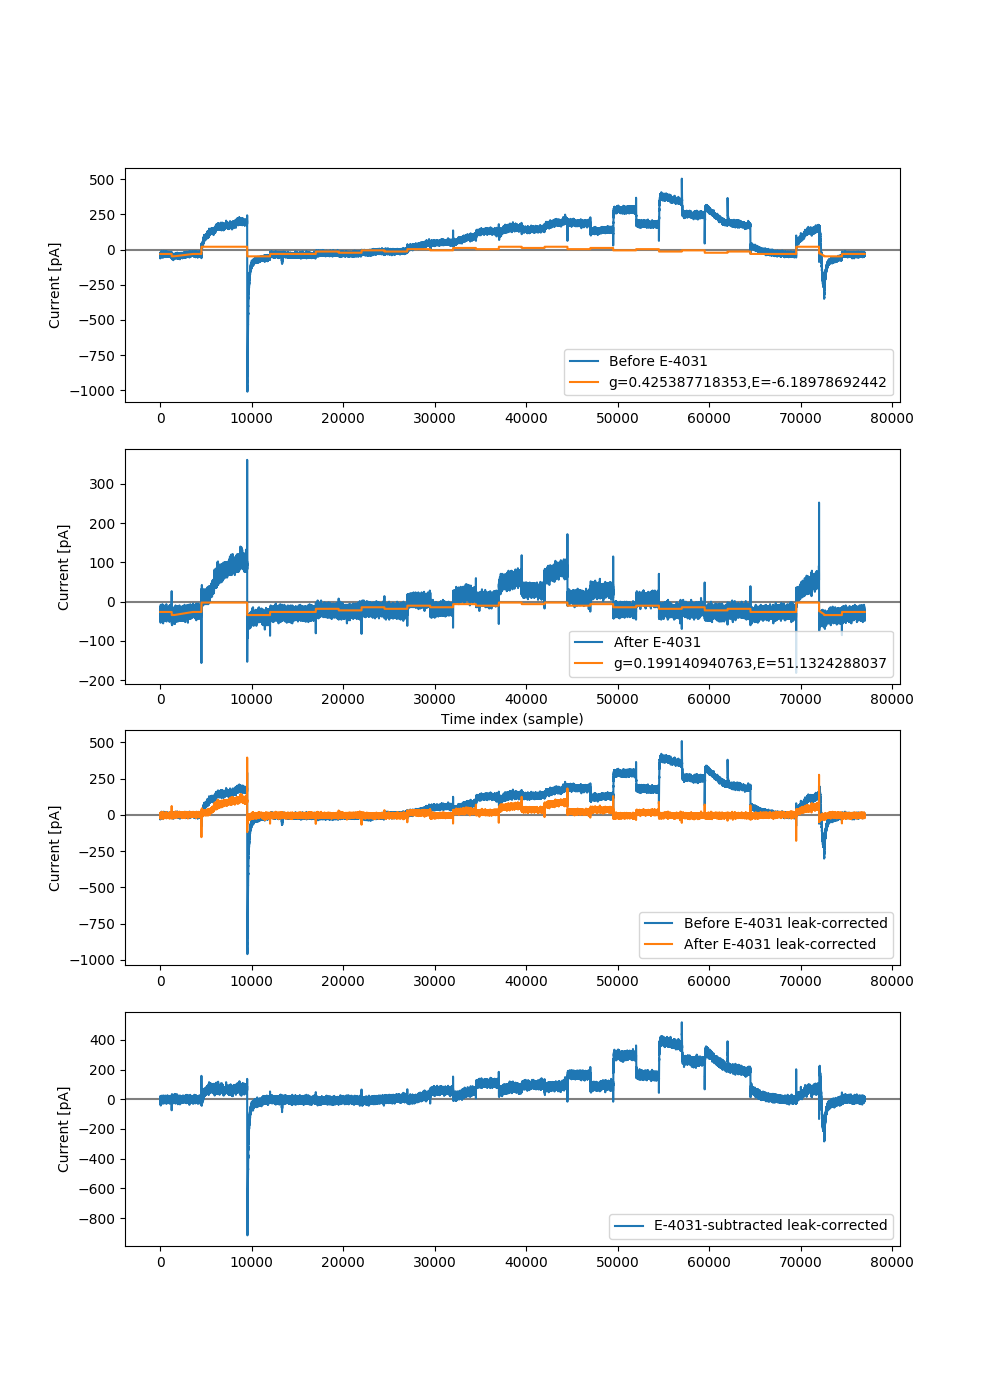 500
250
0
−250
−500
−750
−1000
Current [pA]
Before E-4031
g=0.425387718353,E=-6.18978692442
0 10000 20000 30000 40000 50000 60000 70000 80000
300
200
100
0
−100
−200
Current [pA]
After E-4031
g=0.199140940763,E=51.1324288037
0 10000 20000 30000 40000 50000 60000 70000 80000
Time index (sample)
500
250
0
−250
−500
−750
−1000
Current [pA]
Before E-4031 leak-corrected
After E-4031 leak-corrected
0 10000 20000 30000 40000 50000 60000 70000 80000
400
200
0
−200
−400
−600
−800
Current [pA]
E-4031-subtracted leak-corrected
0 10000 20000 30000 40000 50000 60000 70000 80000